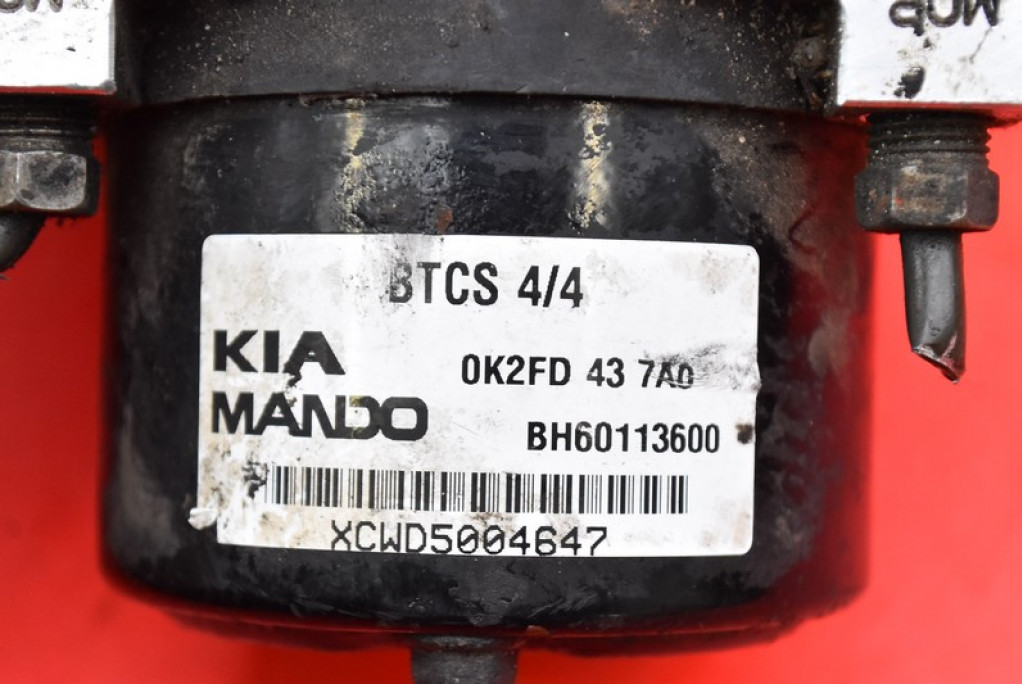 BTCS 4/4
KIA
0K2FD 43 7A0
MANDO
BH60113600
XCWD5004647